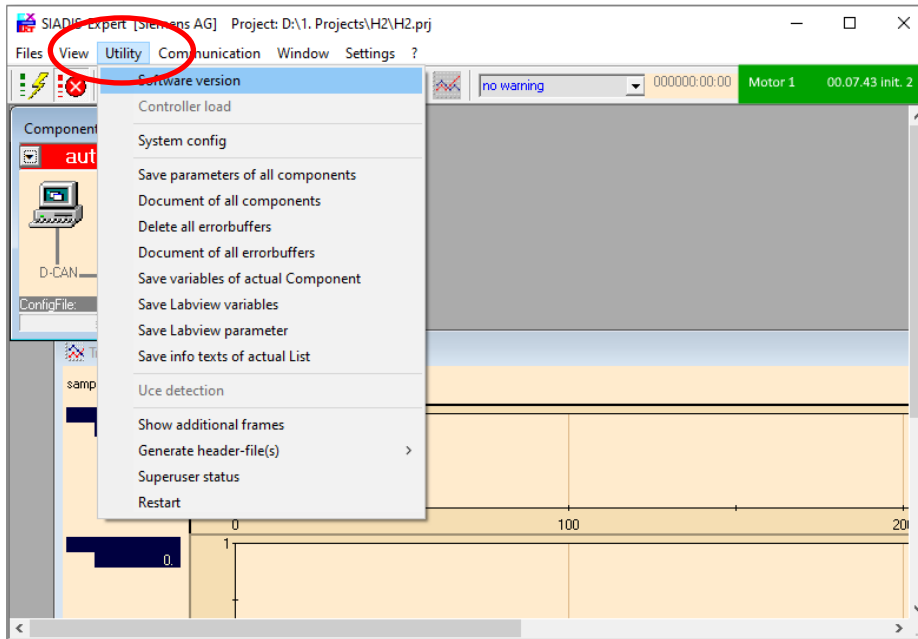 SIADIS Expert [Siemens AG] Project: D:\1. Projects\H2\H2.prj
Files View Utility Communication Window Settings ?
no warning 000000:00:00 Motor 1 00.07.43 init. 2
Software version
Controller load
Component
System config
aut
Save parameters of all components
Document of all components
Delete all errorbuffers
Document of all errorbuffers
D-CAN
Save variables of actual Component
ConfigFile:
Save Labview variables
Save Labview parameter
Save info texts of actual List
samp
Uce detection
Show additional frames
Generate header-file(s)
Superuser status
Restart
0 100 20
1
0.